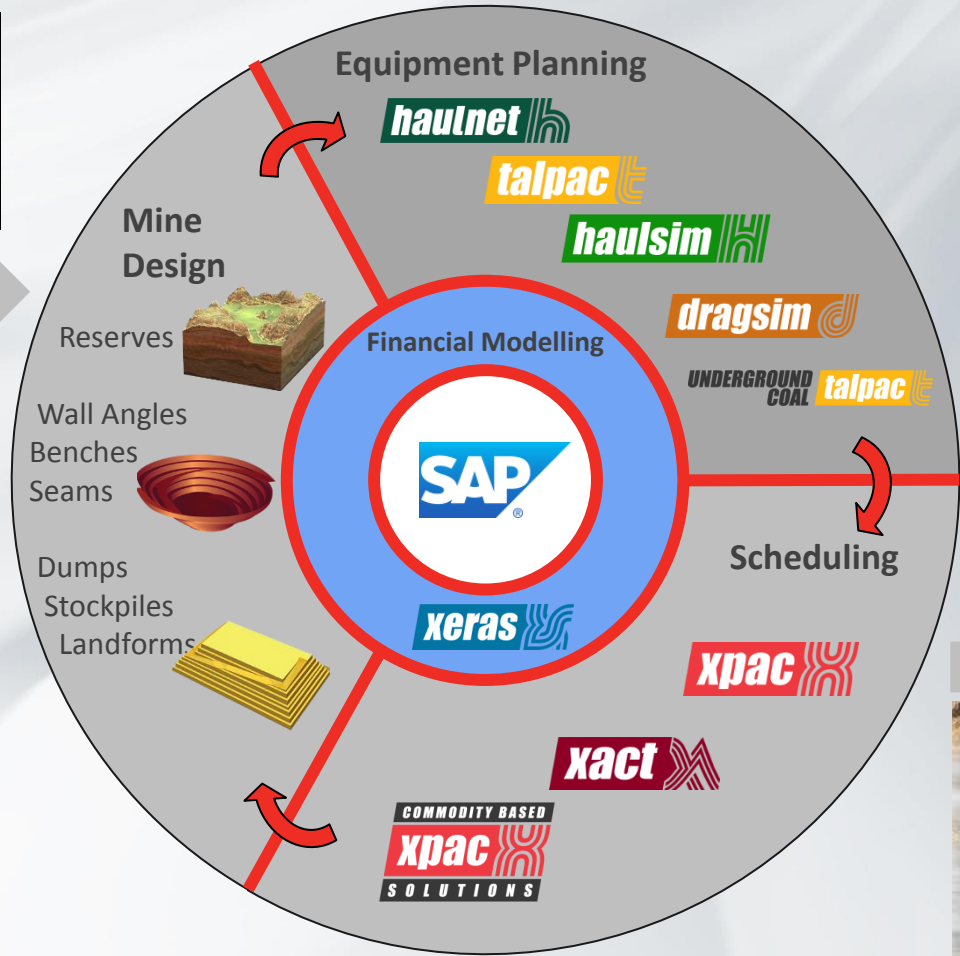 Equipment Planning
haulnet
talpac
haulsim
dragsim
UNDERGROUND
COAL talpac
Mine
Design
Reserves
Wall Angles
Benches
Seams
Dumps
Stockpiles
Landforms
Financial Modelling
SAP
®
xeras
Scheduling
xpac
xact
COMMODITY BASED
xpac
SOLUTIONS